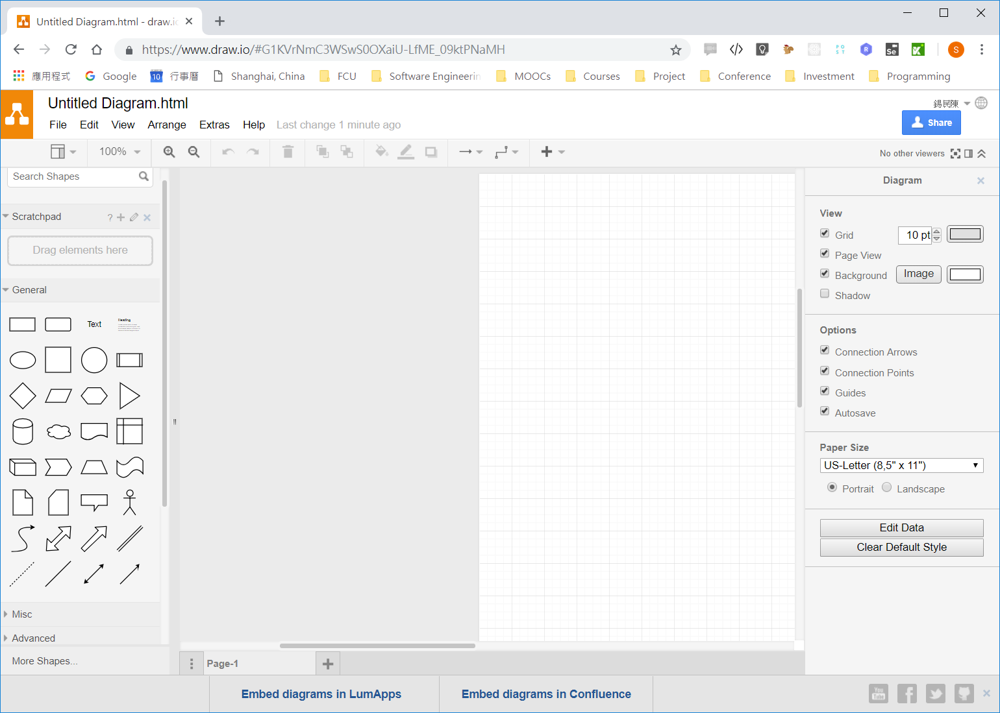 Untitled Diagram.html - draw.io
https://www.draw.io/#G1KVrNmC3WSwS0OXaiU-LfME_09ktPNaMH
S
應用程式 Google 10 行事曆 Shanghai, China FCU Software Engineerin MOOCs Courses Project Conference Investment Programming
Untitled Diagram.html
錫民陳
File Edit View Arrange Extras Help Last change 1 minute ago
Share
100%
No other viewers
Search Shapes
Scratchpad ?
Drag elements here
General
Text Heading
Misc
Advanced
More Shapes...
Page-1
Diagram
View
Grid 10 pt
Page View
Background Image
Shadow
Options
Connection Arrows
Connection Points
Guides
Autosave
Paper Size
US-Letter (8,5" x 11")
Portrait Landscape
Edit Data
Clear Default Style
Embed diagrams in LumApps Embed diagrams in Confluence
You Tube